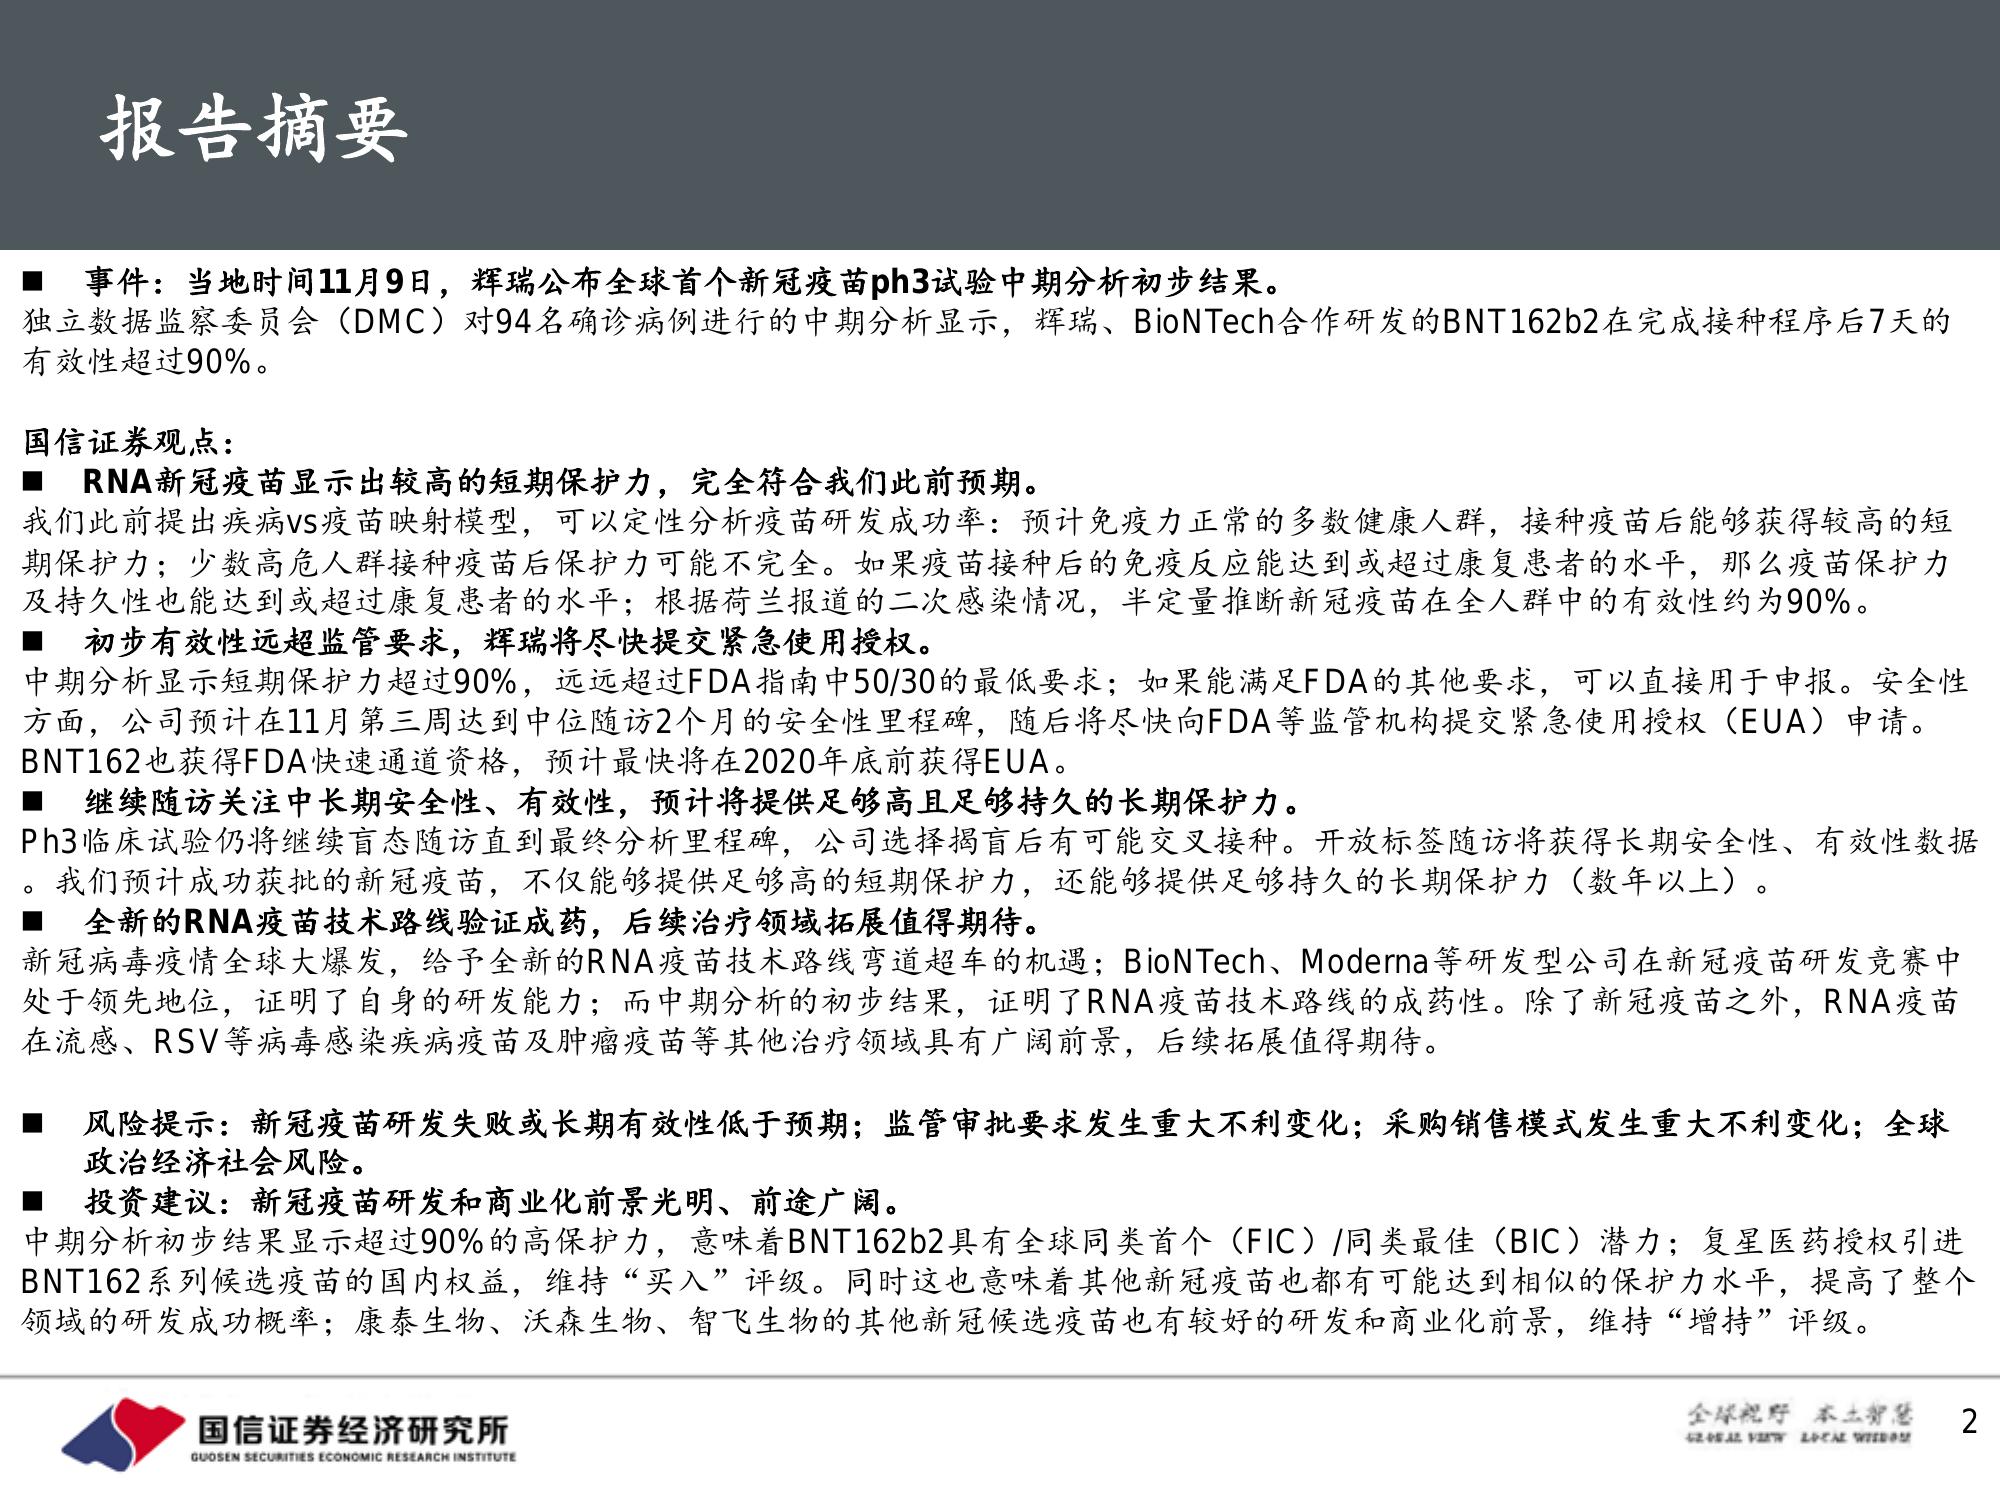 报告摘要
■ 事件：当地时间11月9日，辉瑞公布全球首个新冠疫苗ph3试验中期分析初步结果。
独立数据监察委员会（DMC）对94名确诊病例进行的中期分析显示，辉瑞、BioNTech合作研发的BNT162b2在完成接种程序后7天的
有效性超过90%。
国信证券观点：
■ RNA新冠疫苗显示出较高的短期保护力，完全符合我们此前预期。
我们此前提出疾病vs疫苗映射模型，可以定性分析疫苗研发成功率：预计免疫力正常的多数健康人群，接种疫苗后能够获得较高的短
期保护力；少数高危人群接种疫苗后保护力可能不完全。如果疫苗接种后的免疫反应能达到或超过康复患者的水平，那么疫苗保护力
及持久性也能达到或超过康复患者的水平；根据荷兰报道的二次感染情况，半定量推断新冠疫苗在全人群中的有效性约为90%。
■ 初步有效性远超监管要求，辉瑞将尽快提交紧急使用授权。
中期分析显示短期保护力超过90%，远远超过FDA指南中50/30的最低要求；如果能满足FDA的其他要求，可以直接用于申报。安全性
方面，公司预计在11月第三周达到中位随访2个月的安全性里程碑，随后将尽快向FDA等监管机构提交紧急使用授权（EUA）申请。
BNT162也获得FDA快速通道资格，预计最快将在2020年底前获得EUA。
■ 继续随访关注中长期安全性、有效性，预计将提供足够高且足够持久的长期保护力。
Ph3临床试验仍将继续盲态随访直到最终分析里程碑，公司选择揭盲后有可能交叉接种。开放标签随访将获得长期安全性、有效性数据
。我们预计成功获批的新冠疫苗，不仅能够提供足够高的短期保护力，还能够提供足够持久的长期保护力（数年以上）。
■ 全新的RNA疫苗技术路线验证成药，后续治疗领域拓展值得期待。
新冠病毒疫情全球大爆发，给予全新的RNA疫苗技术路线弯道超车的机遇；BioNTech、Moderna等研发型公司在新冠疫苗研发竞赛中
处于领先地位，证明了自身的研发能力；而中期分析的初步结果，证明了RNA疫苗技术路线的成药性。除了新冠疫苗之外，RNA疫苗
在流感、RSV等病毒感染疾病疫苗及肿瘤疫苗等其他治疗领域具有广阔前景，后续拓展值得期待。
■ 风险提示：新冠疫苗研发失败或长期有效性低于预期；监管审批要求发生重大不利变化；采购销售模式发生重大不利变化；全球
政治经济社会风险。
■ 投资建议：新冠疫苗研发和商业化前景光明、前途广阔。
中期分析初步结果显示超过90%的高保护力，意味着BNT162b2具有全球同类首个（FIC）/同类最佳（BIC）潜力；复星医药授权引进
BNT162系列候选疫苗的国内权益，维持“买入”评级。同时这也意味着其他新冠疫苗也都有可能达到相似的保护力水平，提高了整个
领域的研发成功概率；康泰生物、沃森生物、智飞生物的其他新冠候选疫苗也有较好的研发和商业化前景，维持“增持”评级。
国信证券经济研究所
GUOSEN SECURITIES ECONOMIC RESEARCH INSTITUTE
全球视野 本土智慧
GLOBAL VIEW LOCAL WISDOM
2